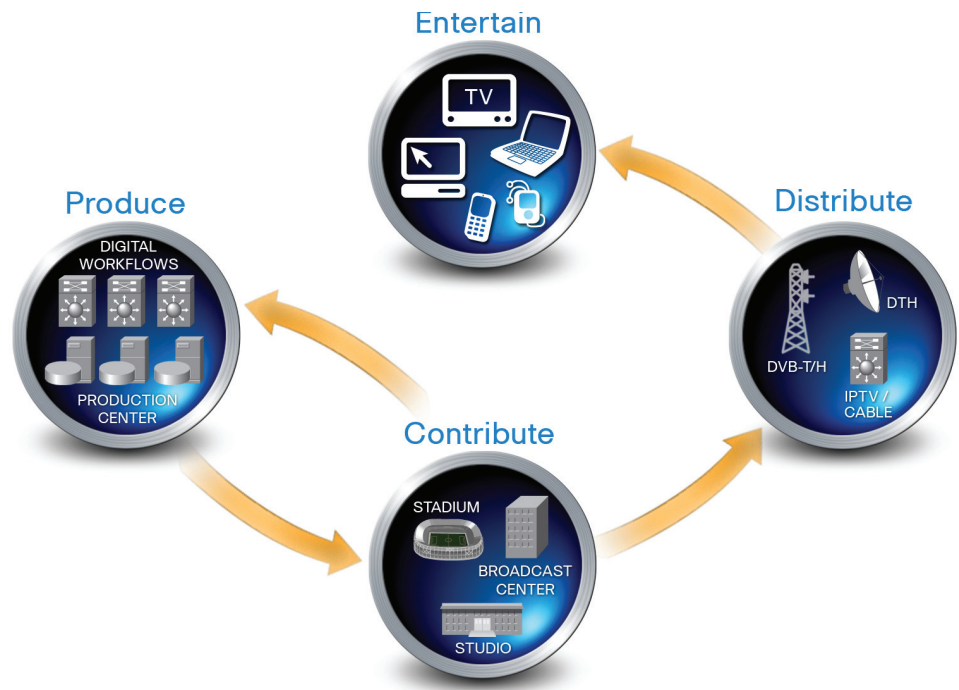 Entertain
TV
Produce
DIGITAL
WORKFLOWS
PRODUCTION
CENTER
Distribute
DTH
DVB-T/H
IPTV /
CABLE
Contribute
STADIUM
BROADCAST
CENTER
STUDIO